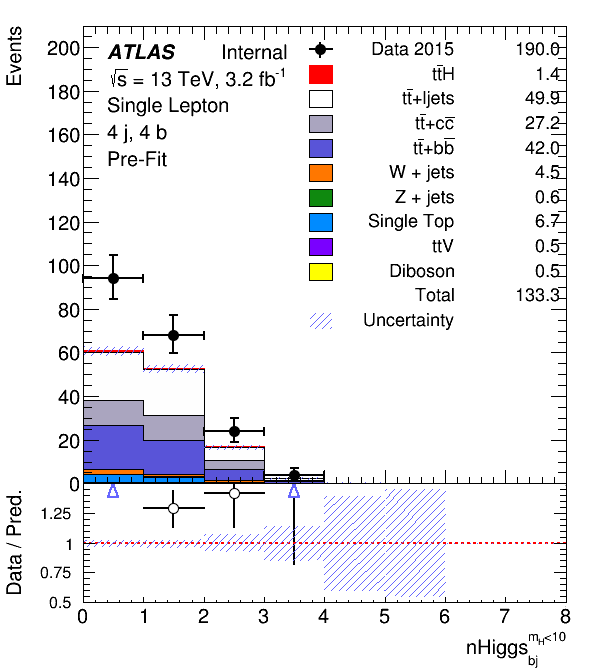 Events
200
180
160
140
120
100
80
60
40
20
0
ATLAS Internal
√s = 13 TeV, 3.2 fb⁻¹
Single Lepton
4 j, 4 b
Pre-Fit
Data 2015 190.0
tt̄H 1.4
tt̄+ljets 49.9
tt̄+cc̄ 27.2
tt̄+bb̄ 42.0
W + jets 4.5
Z + jets 0.6
Single Top 6.7
ttV 0.5
Diboson 0.5
Total 133.3
Uncertainty
Data / Pred.
1.25
1
0.75
0.5
0 1 2 3 4 5 6 7 8
nHiggs_bj^{m_H<10}